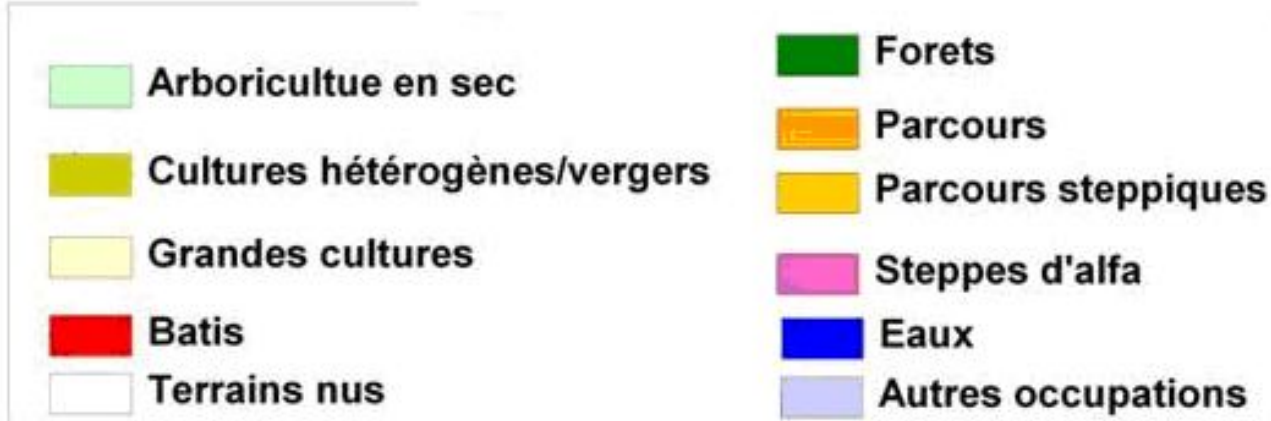 Arboricultue en sec
Cultures hétérogènes/vergers
Grandes cultures
Batis
Terrains nus
Forets
Parcours
Parcours steppiques
Steppes d'alfa
Eaux
Autres occupations